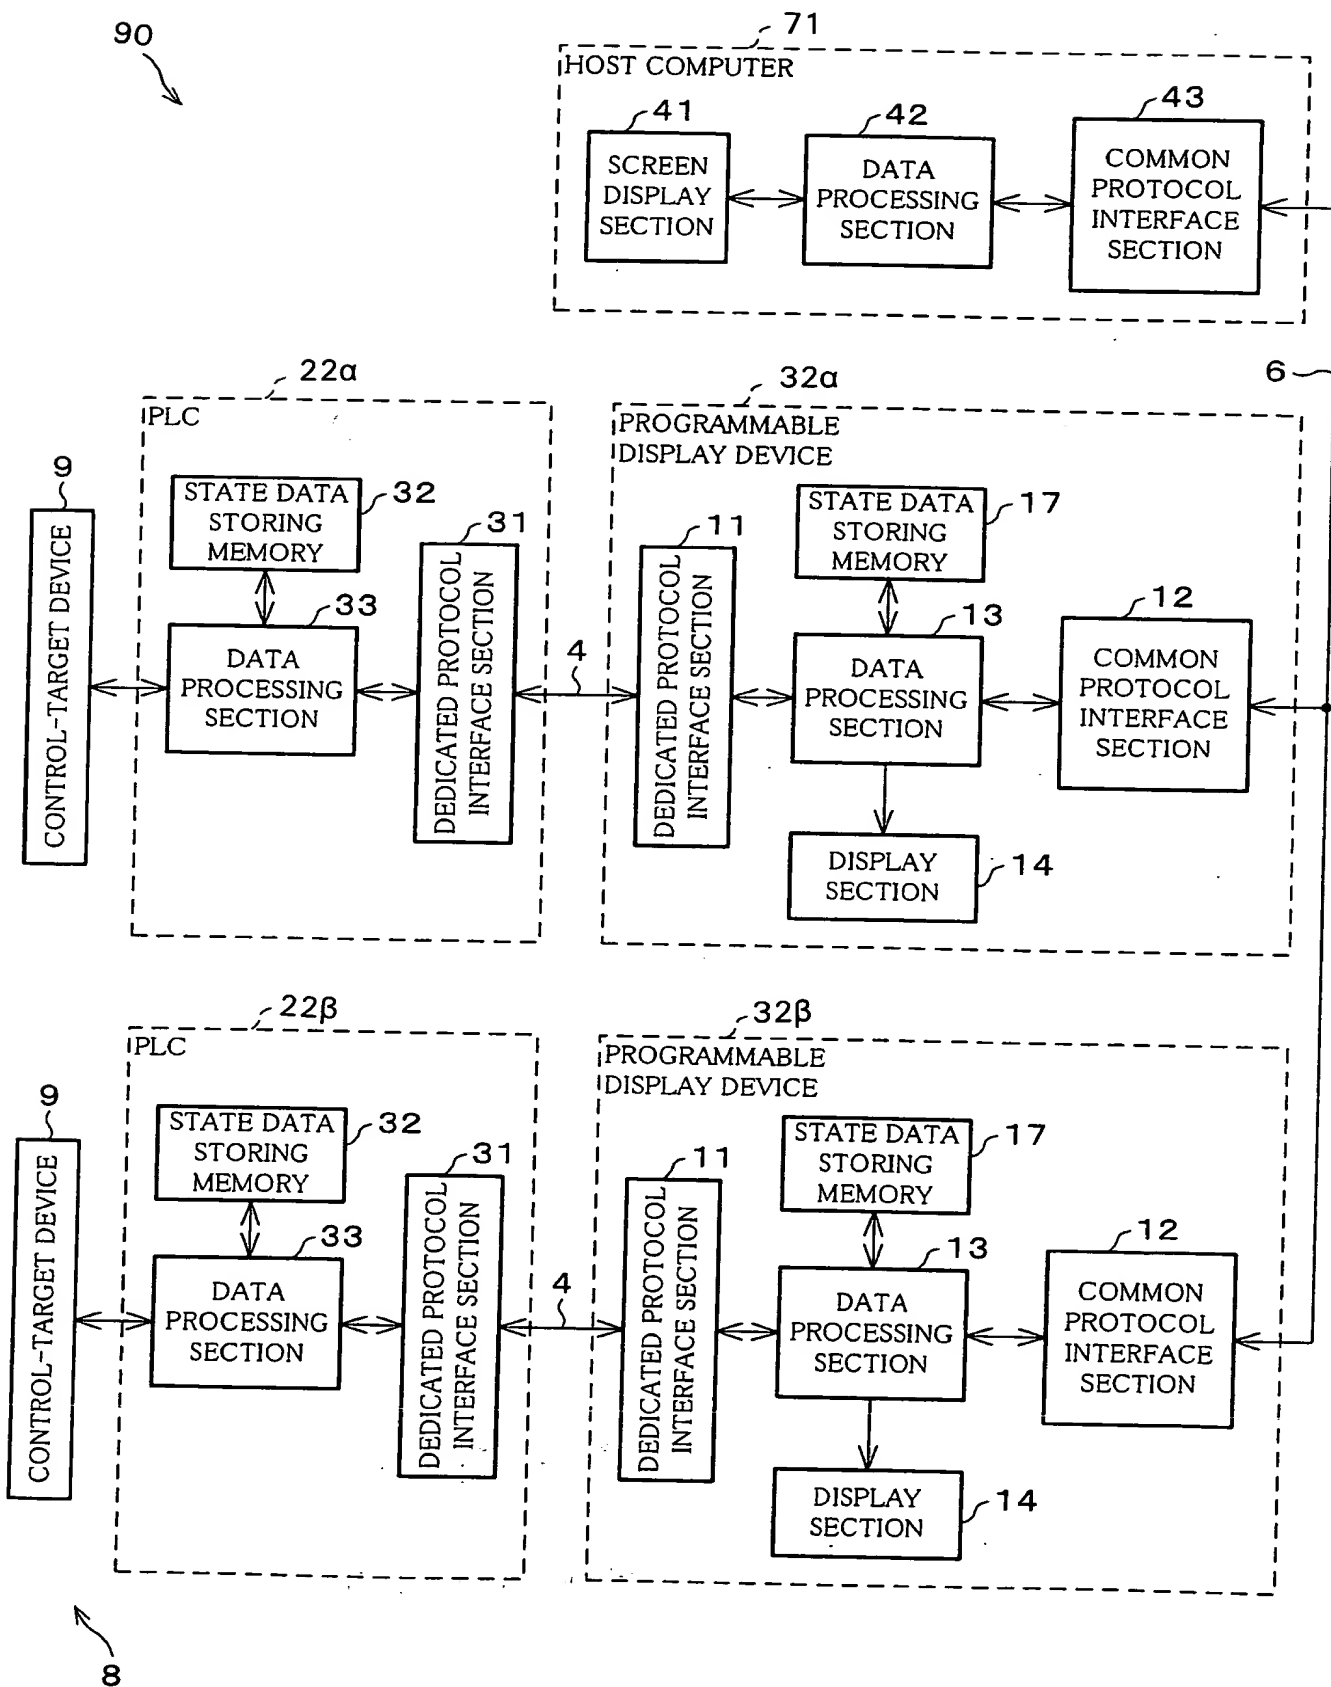 90
71
HOST COMPUTER
41
SCREEN
DISPLAY
SECTION
42
DATA
PROCESSING
SECTION
43
COMMON
PROTOCOL
INTERFACE
SECTION
6
22α
PLC
9
CONTROL-TARGET DEVICE
STATE DATA
STORING
MEMORY
32
33
DATA
PROCESSING
SECTION
31
DEDICATED PROTOCOL
INTERFACE SECTION
4
32α
PROGRAMMABLE
DISPLAY DEVICE
11
DEDICATED PROTOCOL
INTERFACE SECTION
STATE DATA
STORING
MEMORY
17
13
DATA
PROCESSING
SECTION
12
COMMON
PROTOCOL
INTERFACE
SECTION
DISPLAY
SECTION
14
22β
PLC
9
CONTROL-TARGET DEVICE
STATE DATA
STORING
MEMORY
32
33
DATA
PROCESSING
SECTION
31
DEDICATED PROTOCOL
INTERFACE SECTION
4
32β
PROGRAMMABLE
DISPLAY DEVICE
11
DEDICATED PROTOCOL
INTERFACE SECTION
STATE DATA
STORING
MEMORY
17
13
DATA
PROCESSING
SECTION
12
COMMON
PROTOCOL
INTERFACE
SECTION
DISPLAY
SECTION
14
8